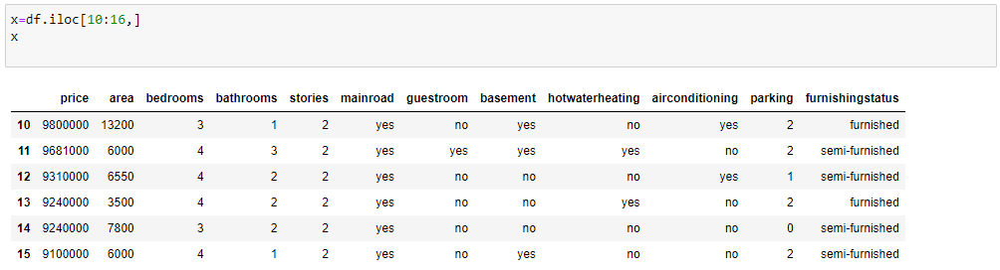 x=df.iloc[10:16,]
x
price area bedrooms bathrooms stories mainroad guestroom basement hotwaterheating airconditioning parking furnishingstatus
10 9800000 13200 3 1 2 yes no yes no yes 2 furnished
11 9681000 6000 4 3 2 yes yes yes yes no 2 semi-furnished
12 9310000 6550 4 2 2 yes no no no yes 1 semi-furnished
13 9240000 3500 4 2 2 yes no no yes no 2 furnished
14 9240000 7800 3 2 2 yes no no no no 0 semi-furnished
15 9100000 6000 4 1 2 yes no yes no no 2 semi-furnished